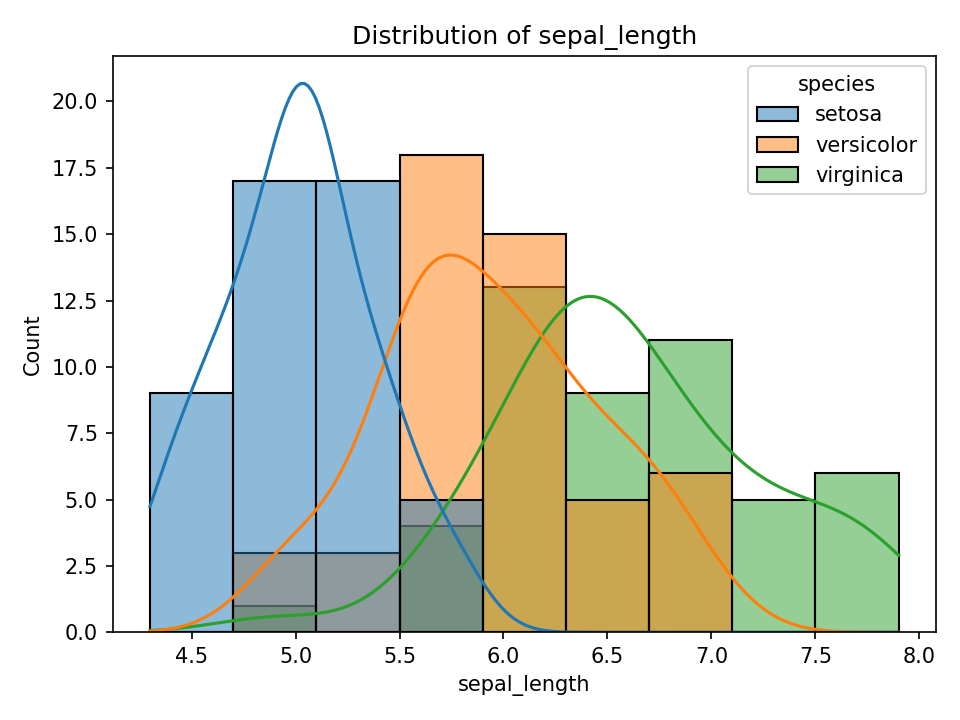 Distribution of sepal_length
species
setosa
versicolor
virginica
Count
20.0
17.5
15.0
12.5
10.0
7.5
5.0
2.5
0.0
4.5 5.0 5.5 6.0 6.5 7.0 7.5 8.0
sepal_length